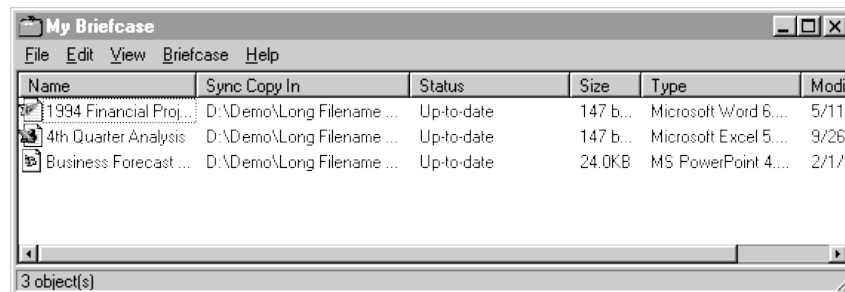 My Briefcase
File Edit View Briefcase Help
Name Sync Copy In Status Size Type Modi
1994 Financial Proj... D:\Demo\Long Filename ... Up-to-date 147 b... Microsoft Word 6.... 5/11
4th Quarter Analysis D:\Demo\Long Filename ... Up-to-date 147 b... Microsoft Excel 5.... 9/26
Business Forecast ... D:\Demo\Long Filename ... Up-to-date 24.0KB MS PowerPoint 4.... 2/1/
3 object(s)